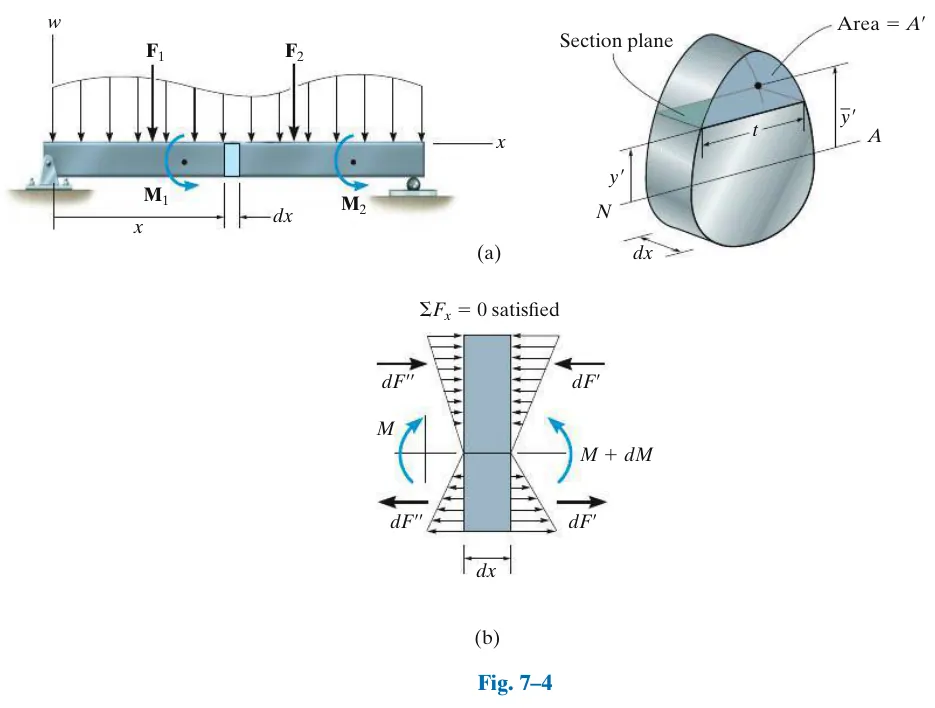 w
F₁
F₂
x
M₁
M₂
x
dx
Section plane
Area = A′
t
y̅′
A
y′
N
dx
(a)
ΣFₓ = 0 satisfied
dF″
dF′
M
M + dM
dF″
dF′
dx
(b)
Fig. 7–4